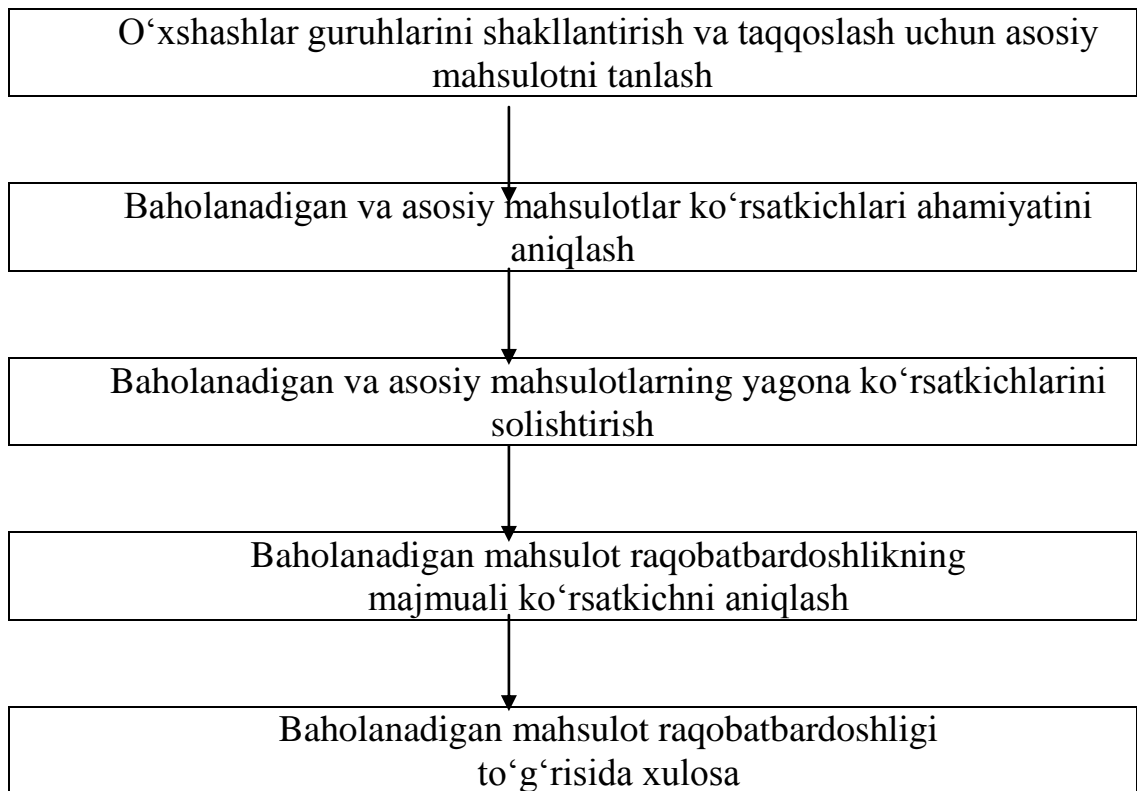 O‘xshashlar guruhlarini shakllantirish va taqqoslash uchun asosiy
mahsulotni tanlash
Baholanadigan va asosiy mahsulotlar ko‘rsatkichlari ahamiyatini
aniqlash
Baholanadigan va asosiy mahsulotlarning yagona ko‘rsatkichlarini
solishtirish
Baholanadigan mahsulot raqobatbardoshlikning
majmuali ko‘rsatkichni aniqlash
Baholanadigan mahsulot raqobatbardoshligi
to‘g‘risida xulosa